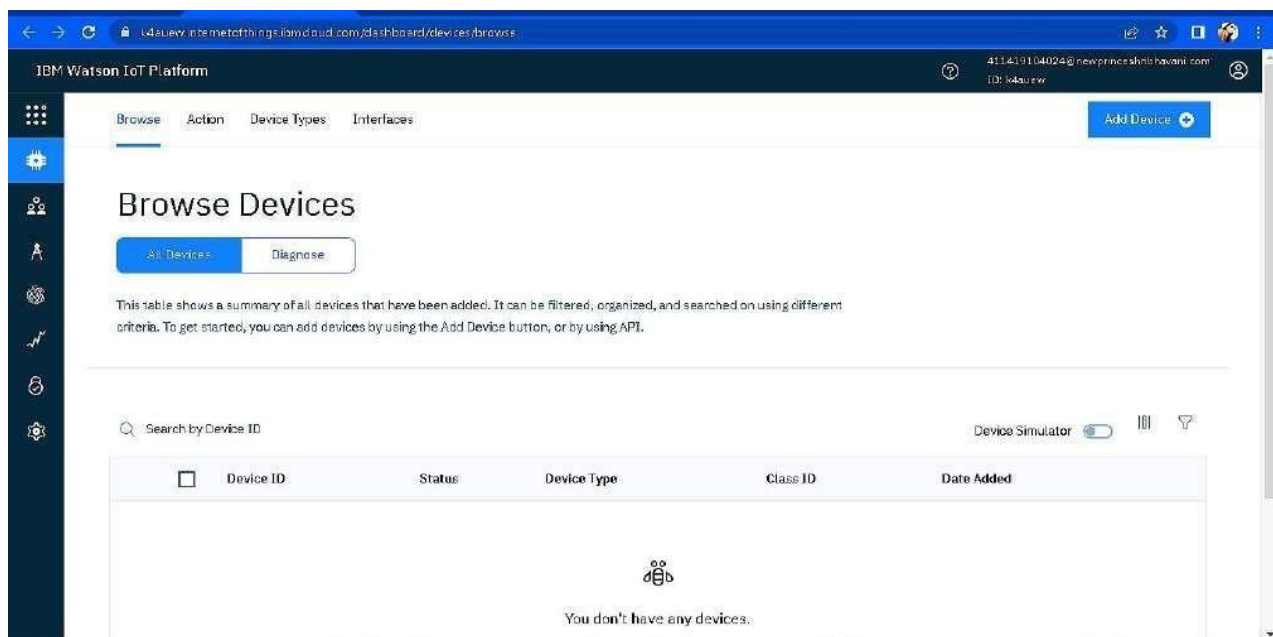 k4auew.internetofthings.ibmcloud.com/dashboard/devices/browse
IBM Watson IoT Platform
411419104024@newprinceshribhavani.com
ID: k4auew
Browse Action Device Types Interfaces
Add Device
Browse Devices
All Devices Diagnose
This table shows a summary of all devices that have been added. It can be filtered, organized, and searched on using different
criteria. To get started, you can add devices by using the Add Device button, or by using API.
Search by Device ID
Device Simulator
Device ID Status Device Type Class ID Date Added
You don't have any devices.